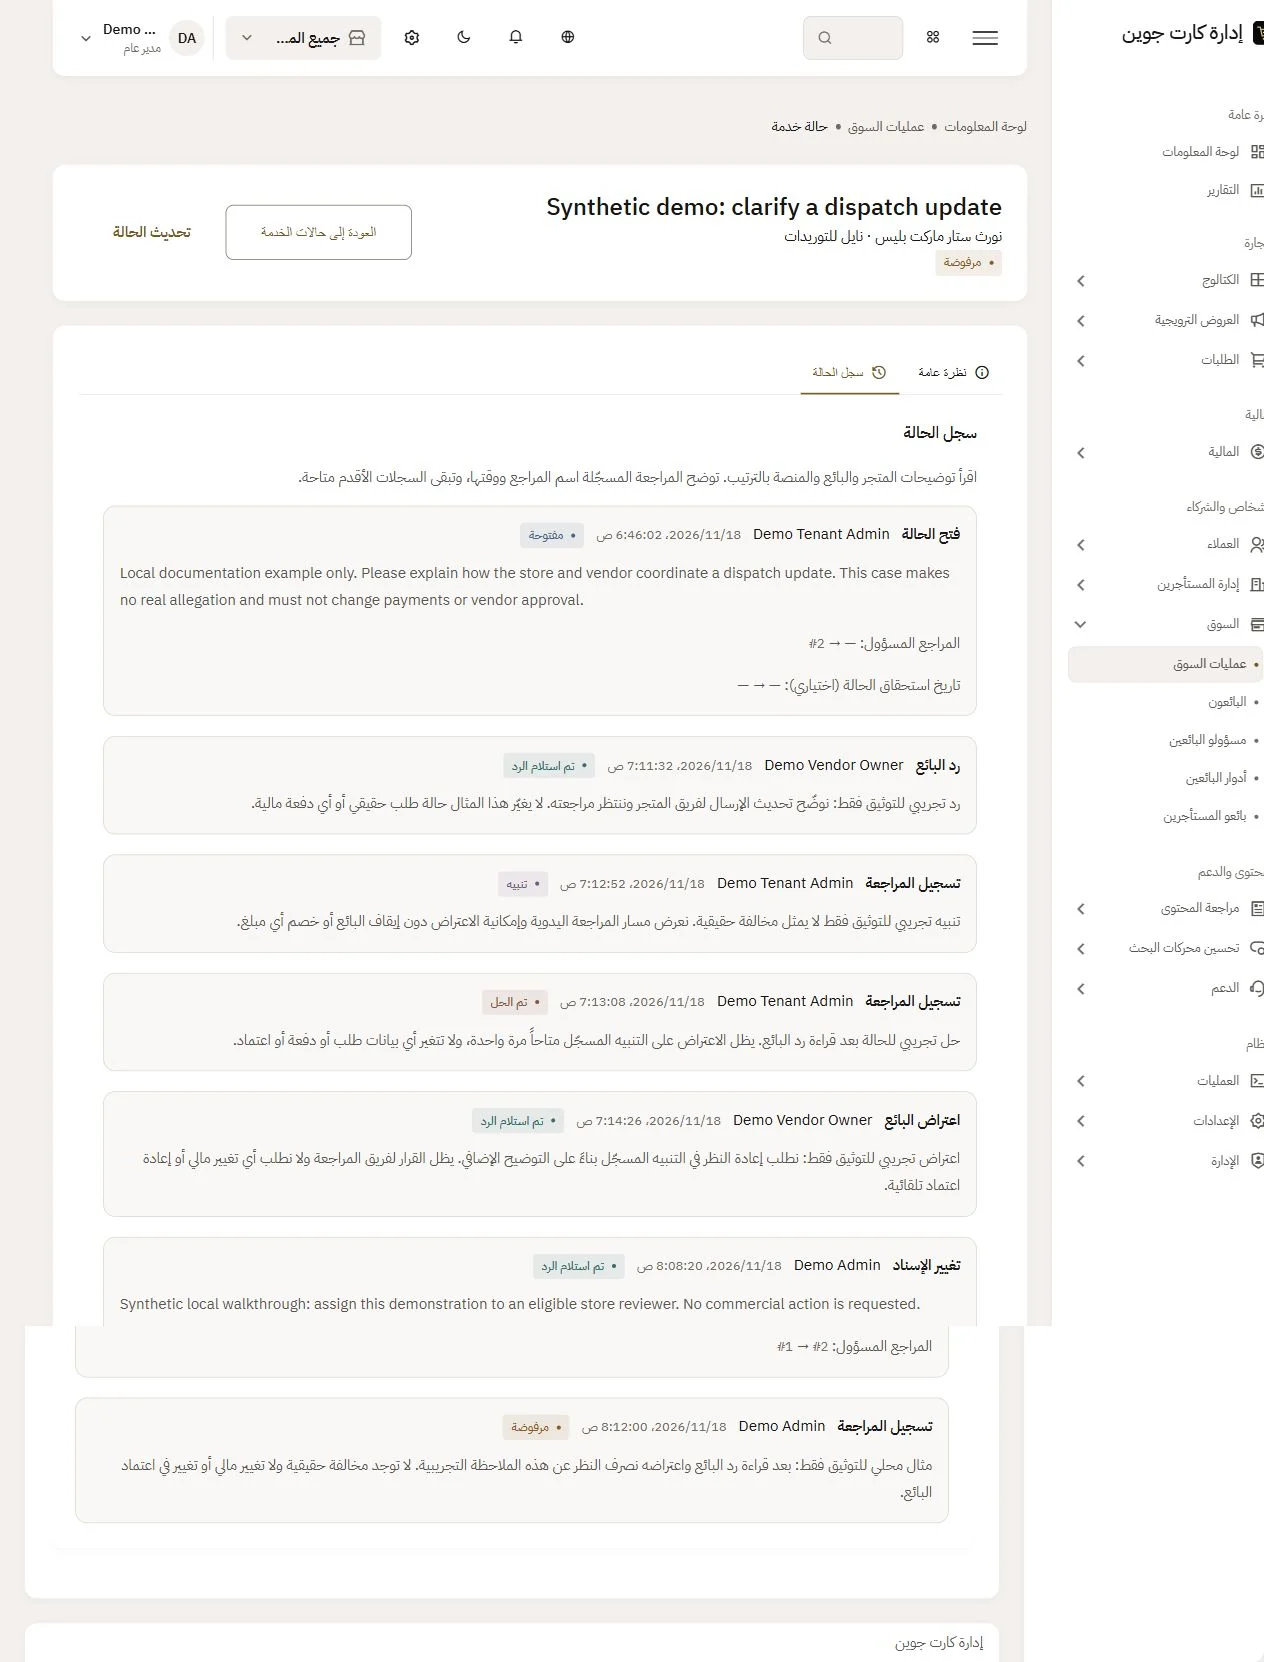 إدارة كارت جوين
لوحة المعلومات
التقارير
الكتالوج
العروض الترويجية
الطلبات
المالية
العملاء
إدارة المستأجرين
السوق
عمليات السوق
البائعون
مسؤولو البائعين
أدوار البائعين
بائعو المستأجرين
مراجعة المحتوى
تحسين محركات البحث
الدعم
العمليات
الإعدادات
الإدارة
جميع المـ...
DA
Demo ...
مدير عام
لوحة المعلومات • عمليات السوق • حالة خدمة
Synthetic demo: clarify a dispatch update
نورث ستار ماركت بليس · نايل للتوريدات
مرفوضة
العودة إلى حالات الخدمة
تحديث الحالة
نظرة عامة
سجل الحالة
سجل الحالة
اقرأ توضيحات المتجر والبائع والمنصة بالترتيب. توضح المراجعة المسجّلة اسم المراجع ووقتها، وتبقى السجلات الأقدم متاحة.
فتح الحالة Demo Tenant Admin 2026/11/18، 6:46:02 ص مفتوحة
Local documentation example only. Please explain how the store and vendor coordinate a dispatch update. This case makes
no real allegation and must not change payments or vendor approval.
المراجع المسؤول: — → #2
تاريخ استحقاق الحالة (اختياري): — → —
رد البائع Demo Vendor Owner 2026/11/18، 7:11:32 ص تم استلام الرد
رد تجريبي للتوثيق فقط: نوضّح تحديث الإرسال لفريق المتجر وننتظر مراجعته. لا يغيّر هذا المثال حالة طلب حقيقي أو أي دفعة مالية.
تسجيل المراجعة Demo Tenant Admin 2026/11/18، 7:12:52 ص تنبيه
تنبيه تجريبي للتوثيق فقط لا يمثل مخالفة حقيقية. نعرض مسار المراجعة اليدوية وإمكانية الاعتراض دون إيقاف البائع أو خصم أي مبلغ.
تسجيل المراجعة Demo Tenant Admin 2026/11/18، 7:13:08 ص تم الحل
حل تجريبي للحالة بعد قراءة رد البائع. يظل الاعتراض على التنبيه المسجّل متاحاً مرة واحدة، ولا تتغير أي بيانات طلب أو دفعة أو اعتماد.
اعتراض البائع Demo Vendor Owner 2026/11/18، 7:14:26 ص تم استلام الرد
اعتراض تجريبي للتوثيق فقط: نطلب إعادة النظر في التنبيه المسجّل بناءً على التوضيح الإضافي. يظل القرار لفريق المراجعة ولا نطلب أي تغيير مالي أو إعادة
اعتماد تلقائية.
تغيير الإسناد Demo Admin 2026/11/18، 8:08:20 ص تم استلام الرد
Synthetic local walkthrough: assign this demonstration to an eligible store reviewer. No commercial action is requested.
المراجع المسؤول: #2 → #1
تسجيل المراجعة Demo Admin 2026/11/18، 8:12:00 ص مرفوضة
مثال محلي للتوثيق فقط: بعد قراءة رد البائع واعتراضه نصرف النظر عن هذه الملاحظة التجريبية. لا توجد مخالفة حقيقية ولا تغيير مالي أو تغيير في اعتماد
البائع.
إدارة كارت جوين